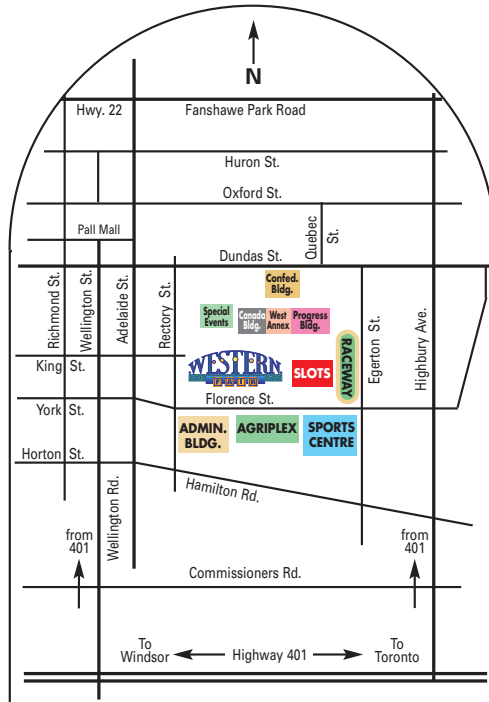 N
Hwy. 22
Fanshawe Park Road
Huron St.
Oxford St.
Pall Mall
Quebec St.
Dundas St.
Richmond St.
Wellington St.
Adelaide St.
Rectory St.
Confed.
Bldg.
Special
Events
Canada
Bldg.
West
Annex
Progress
Bldg.
Egerton St.
Highbury Ave.
King St.
WESTERN
FAIR
SLOTS
RACEWAY
York St.
Florence St.
ADMIN.
BLDG.
AGRIPLEX
SPORTS
CENTRE
Horton St.
Hamilton Rd.
Wellington Rd.
from
401
from
401
Commissioners Rd.
To
Windsor
Highway 401
To
Toronto